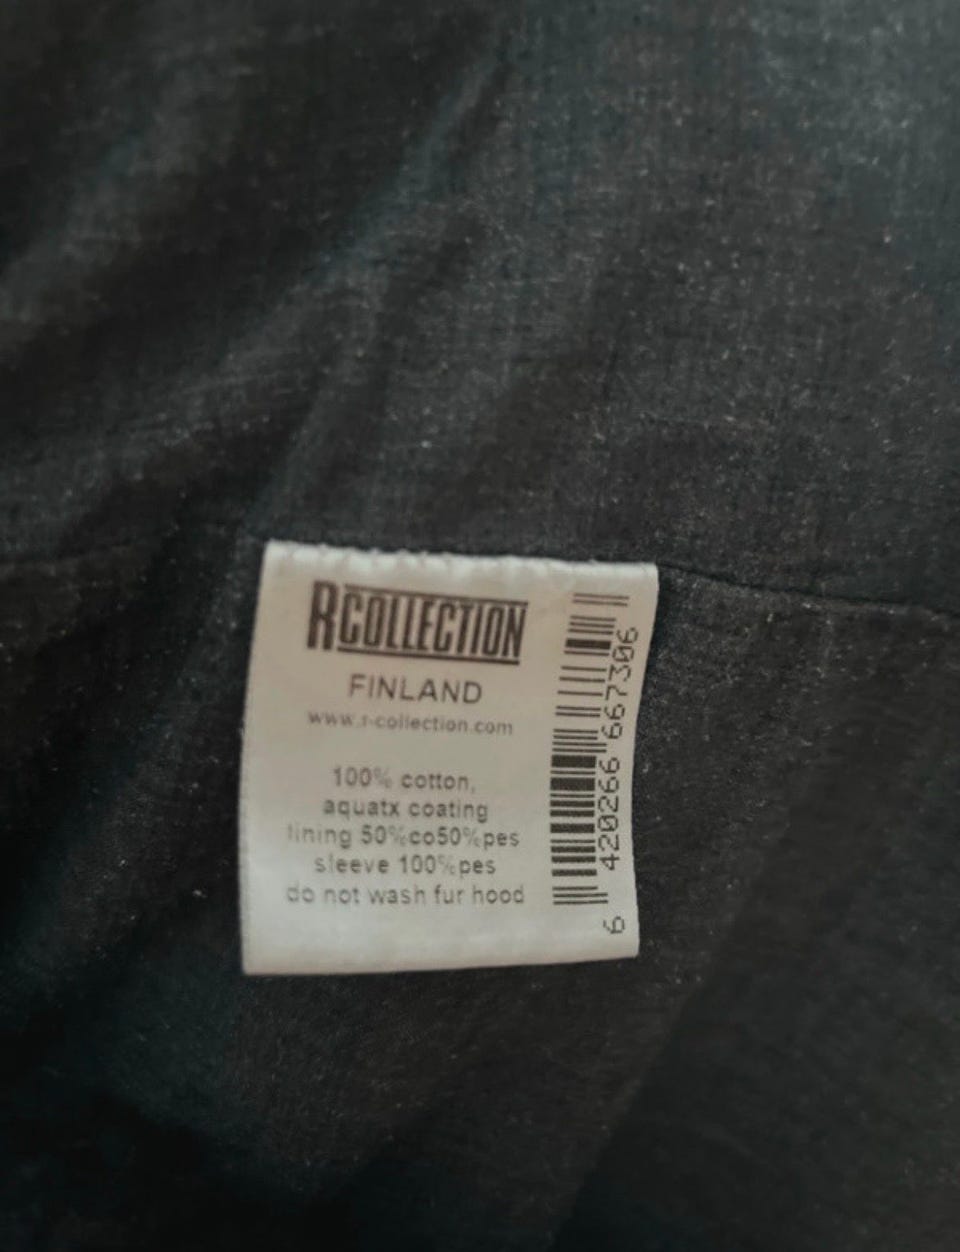 RCOLLECTION
FINLAND
www.r-collection.com
100% cotton,
aquatx coating
lining 50%co50%pes
sleeve 100%pes
do not wash fur hood
6 420266 667306